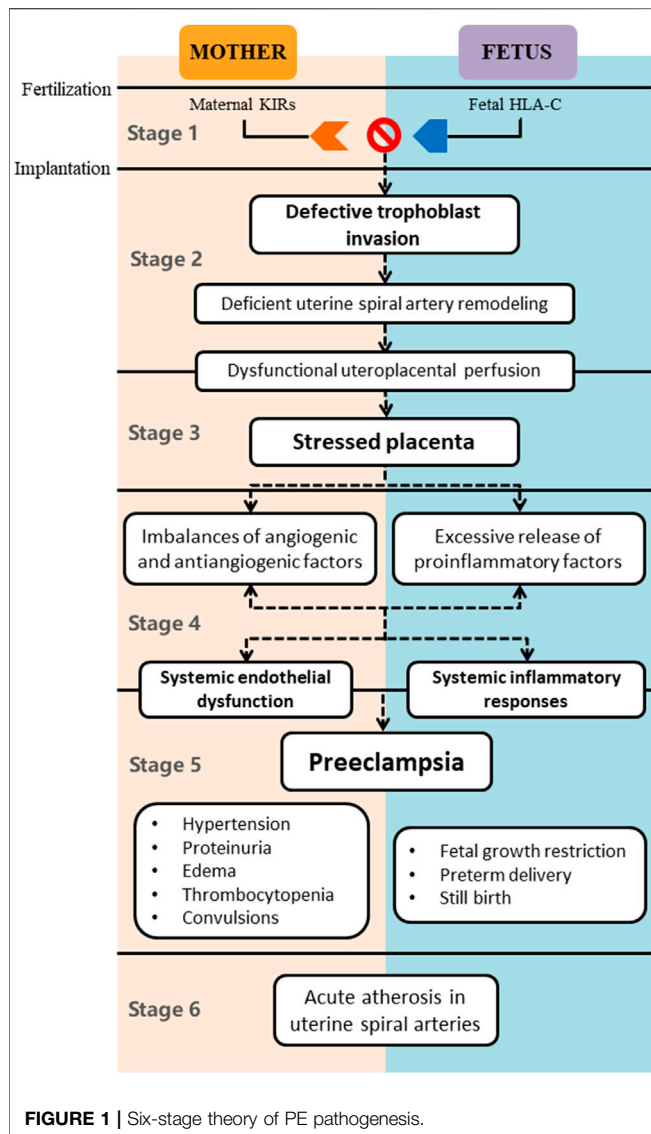 MOTHER
FETUS
Fertilization
Maternal KIRs
Fetal HLA-C
Stage 1
Implantation
Defective trophoblast
invasion
Stage 2
Deficient uterine spiral artery remodeling
Dysfunctional uteroplacental perfusion
Stage 3
Stressed placenta
Imbalances of angiogenic
and antiangiogenic factors
Excessive release of
proinflammatory factors
Stage 4
Systemic endothelial
dysfunction
Systemic inflammatory
responses
Stage 5
Preeclampsia
• Hypertension
• Proteinuria
• Edema
• Thrombocytopenia
• Convulsions
• Fetal growth restriction
• Preterm delivery
• Still birth
Stage 6
Acute atherosis in
uterine spiral arteries
FIGURE 1 | Six-stage theory of PE pathogenesis.